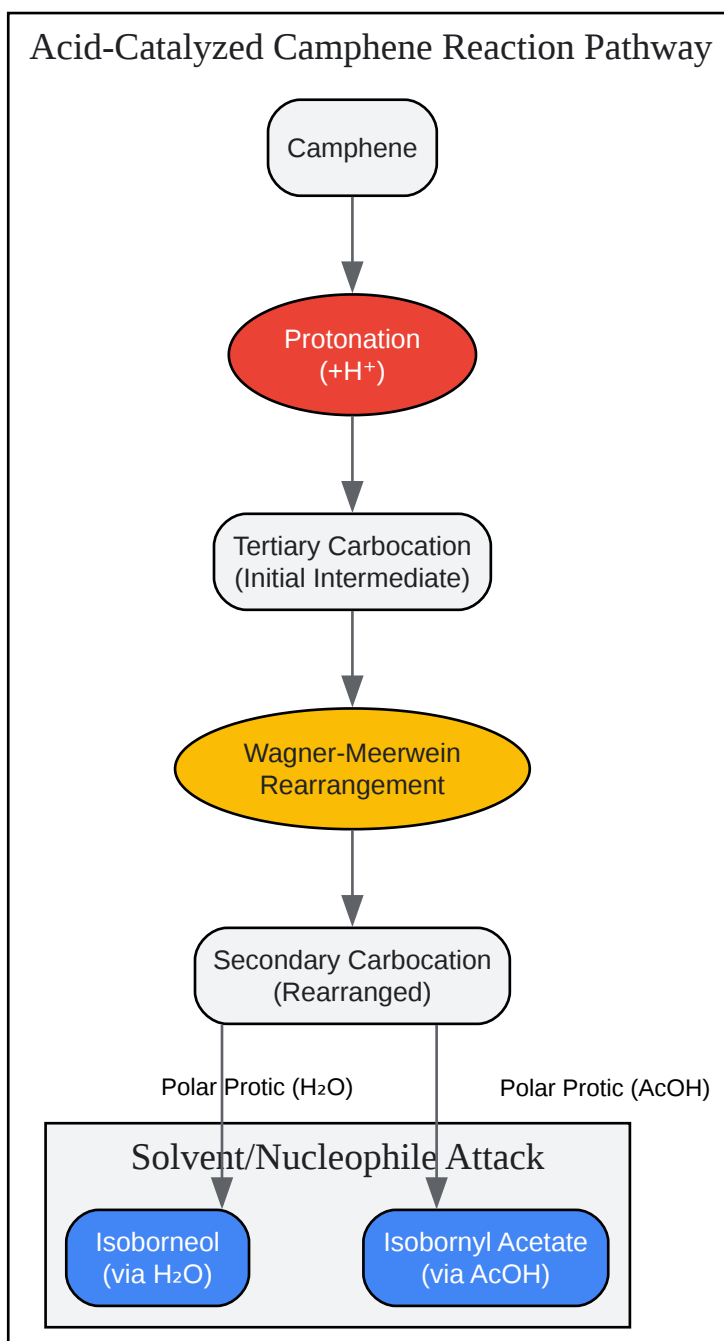 Acid-Catalyzed Camphene Reaction Pathway
Camphene
Protonation
(+H⁺)
Tertiary Carbocation
(Initial Intermediate)
Wagner-Meerwein
Rearrangement
Secondary Carbocation
(Rearranged)
Polar Protic (H₂O)
Polar Protic (AcOH)
Solvent/Nucleophile Attack
Isoborneol
(via H₂O)
Isobornyl Acetate
(via AcOH)